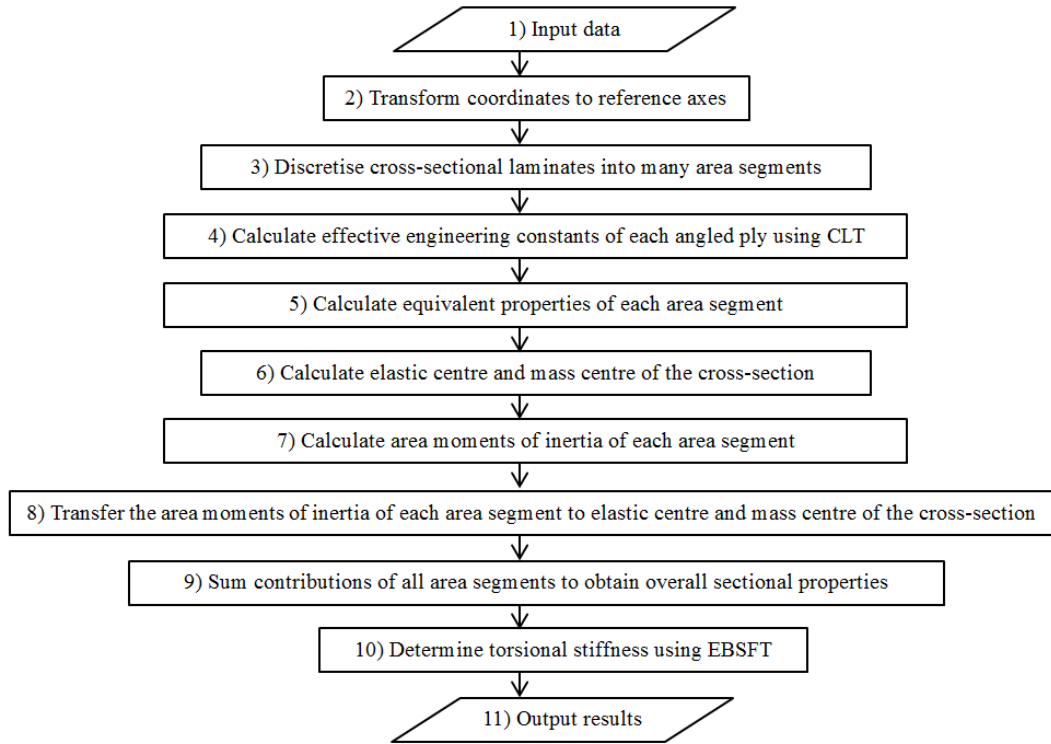 1) Input data
2) Transform coordinates to reference axes
3) Discretise cross-sectional laminates into many area segments
4) Calculate effective engineering constants of each angled ply using CLT
5) Calculate equivalent properties of each area segment
6) Calculate elastic centre and mass centre of the cross-section
7) Calculate area moments of inertia of each area segment
8) Transfer the area moments of inertia of each area segment to elastic centre and mass centre of the cross-section
9) Sum contributions of all area segments to obtain overall sectional properties
10) Determine torsional stiffness using EBSFT
11) Output results